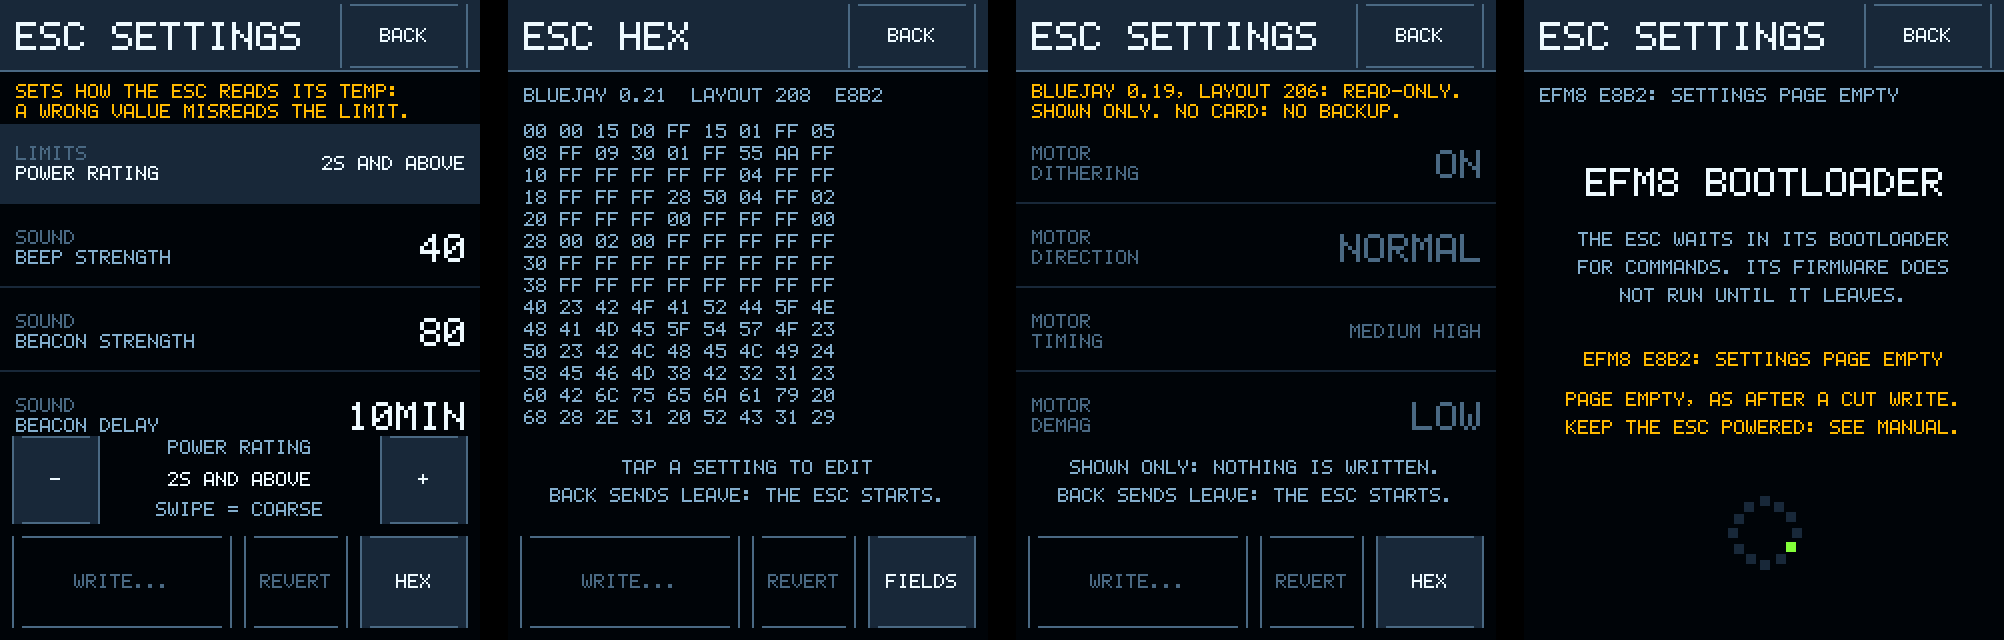 ESC SETTINGS
BACK
SETS HOW THE ESC READS ITS TEMP:
A WRONG VALUE MISREADS THE LIMIT.
LIMITS
POWER RATING
2S AND ABOVE
SOUND
BEEP STRENGTH
40
SOUND
BEACON STRENGTH
80
SOUND
BEACON DELAY
10MIN
-
POWER RATING
2S AND ABOVE
SWIPE = COARSE
+
WRITE...
REVERT
HEX
ESC HEX
BACK
BLUEJAY 0.21 LAYOUT 208 E8B2
00 00 15 D0 FF 15 01 FF 05
08 FF 09 30 01 FF 55 AA FF
10 FF FF FF FF FF 04 FF FF
18 FF FF FF 28 50 04 FF 02
20 FF FF FF 00 FF FF FF 00
28 00 02 00 FF FF FF FF FF
30 FF FF FF FF FF FF FF FF
38 FF FF FF FF FF FF FF FF
40 23 42 4F 41 52 44 5F 4E
48 41 4D 45 5F 54 57 4F 23
50 23 42 4C 48 45 4C 49 24
58 45 46 4D 38 42 32 31 23
60 42 6C 75 65 6A 61 79 20
68 28 2E 31 20 52 43 31 29
TAP A SETTING TO EDIT
BACK SENDS LEAVE: THE ESC STARTS.
WRITE...
REVERT
FIELDS
ESC SETTINGS
BACK
BLUEJAY 0.19, LAYOUT 206: READ-ONLY.
SHOWN ONLY. NO CARD: NO BACKUP.
MOTOR
DITHERING
ON
MOTOR
DIRECTION
NORMAL
MOTOR
TIMING
MEDIUM HIGH
MOTOR
DEMAG
LOW
SHOWN ONLY: NOTHING IS WRITTEN.
BACK SENDS LEAVE: THE ESC STARTS.
WRITE...
REVERT
HEX
ESC SETTINGS
BACK
EFM8 E8B2: SETTINGS PAGE EMPTY
EFM8 BOOTLOADER
THE ESC WAITS IN ITS BOOTLOADER
FOR COMMANDS. ITS FIRMWARE DOES
NOT RUN UNTIL IT LEAVES.
EFM8 E8B2: SETTINGS PAGE EMPTY
PAGE EMPTY, AS AFTER A CUT WRITE.
KEEP THE ESC POWERED: SEE MANUAL.